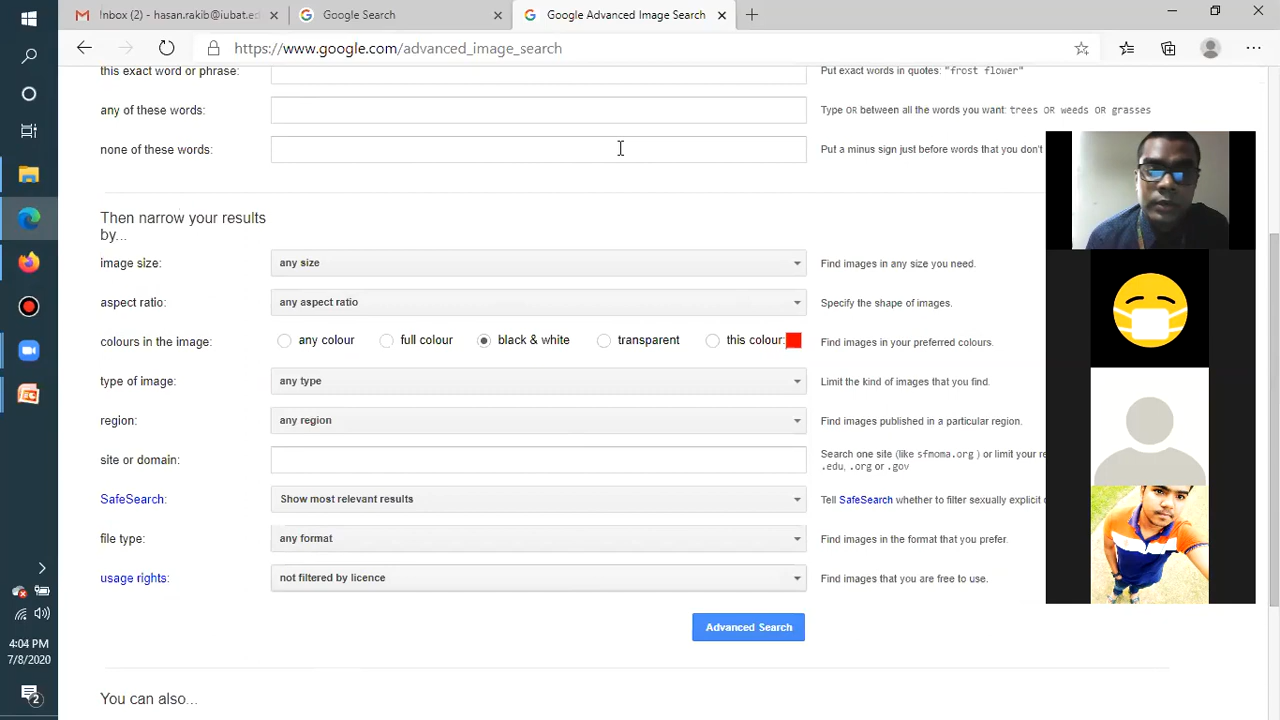 Inbox (2) - hasan.rakib@iubat.ec
Google Search
Google Advanced Image Search
https://www.google.com/advanced_image_search
this exact word or phrase:
Put exact words in quotes: "frost flower"
any of these words:
Type OR between all the words you want: trees OR weeds OR grasses
none of these words:
Put a minus sign just before words that you don't
Then narrow your results
by...
image size:
any size
Find images in any size you need.
aspect ratio:
any aspect ratio
Specify the shape of images.
colours in the image:
any colour
full colour
black & white
transparent
this colour:
Find images in your preferred colours.
type of image:
any type
Limit the kind of images that you find.
region:
any region
Find images published in a particular region.
site or domain:
Search one site (like sfmoma.org ) or limit your re
.edu, .org or .gov
SafeSearch:
Show most relevant results
Tell SafeSearch whether to filter sexually explicit c
file type:
any format
Find images in the format that you prefer.
usage rights:
not filtered by licence
Find images that you are free to use.
Advanced Search
You can also...
4:04 PM
7/8/2020
2